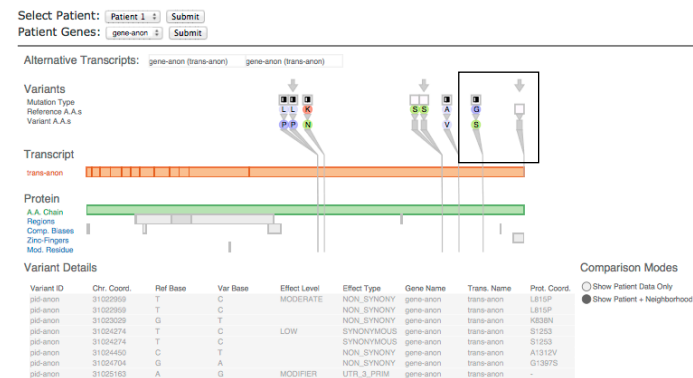 Select Patient: Patient 1 Submit
Patient Genes: gene-anon Submit
Alternative Transcripts: gene-anon (trans-anon) gene-anon (trans-anon)
Variants
Mutation Type
Reference A.A.s
Variant A.A.s
L L K S S A G
P P N V S
Transcript
trans-anon
Protein
A.A. Chain
Regions
Comp. Biases
Zinc-Fingers
Mod. Residue
Variant Details
Comparison Modes
Show Patient Data Only
Show Patient + Neighborhood
Variant ID Chr. Coord. Ref Base Var Base Effect Level Effect Type Gene Name Trans. Name Prot. Coord.
pid-anon 31022959 T C MODERATE NON_SYNONY gene-anon trans-anon L815P
pid-anon 31022959 T C NON_SYNONY gene-anon trans-anon L815P
pid-anon 31023029 G T NON_SYNONY gene-anon trans-anon K838N
pid-anon 31024274 T C LOW SYNONYMOUS gene-anon trans-anon S1253
pid-anon 31024274 T C SYNONYMOUS gene-anon trans-anon S1253
pid-anon 31024450 C T NON_SYNONY gene-anon trans-anon A1312V
pid-anon 31024704 G A NON_SYNONY gene-anon trans-anon G1397S
pid-anon 31025163 A G MODIFIER UTR_3_PRIM gene-anon trans-anon -